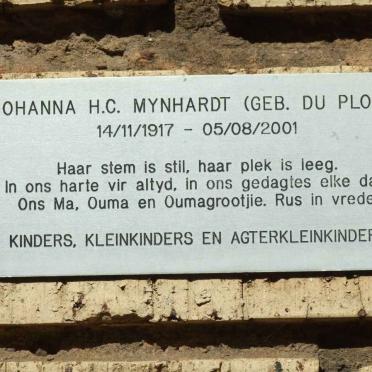 OHANNA H.C. MYNHARDT (GEB. DU PLO
14/11/1917 - 05/08/2001
Haar stem is stil, haar plek is leeg.
In ons harte vir altyd, in ons gedagtes elke da
Ons Ma, Ouma en Oumagrootjie. Rus in vrede
KINDERS, KLEINKINDERS EN AGTERKLEINKINDER